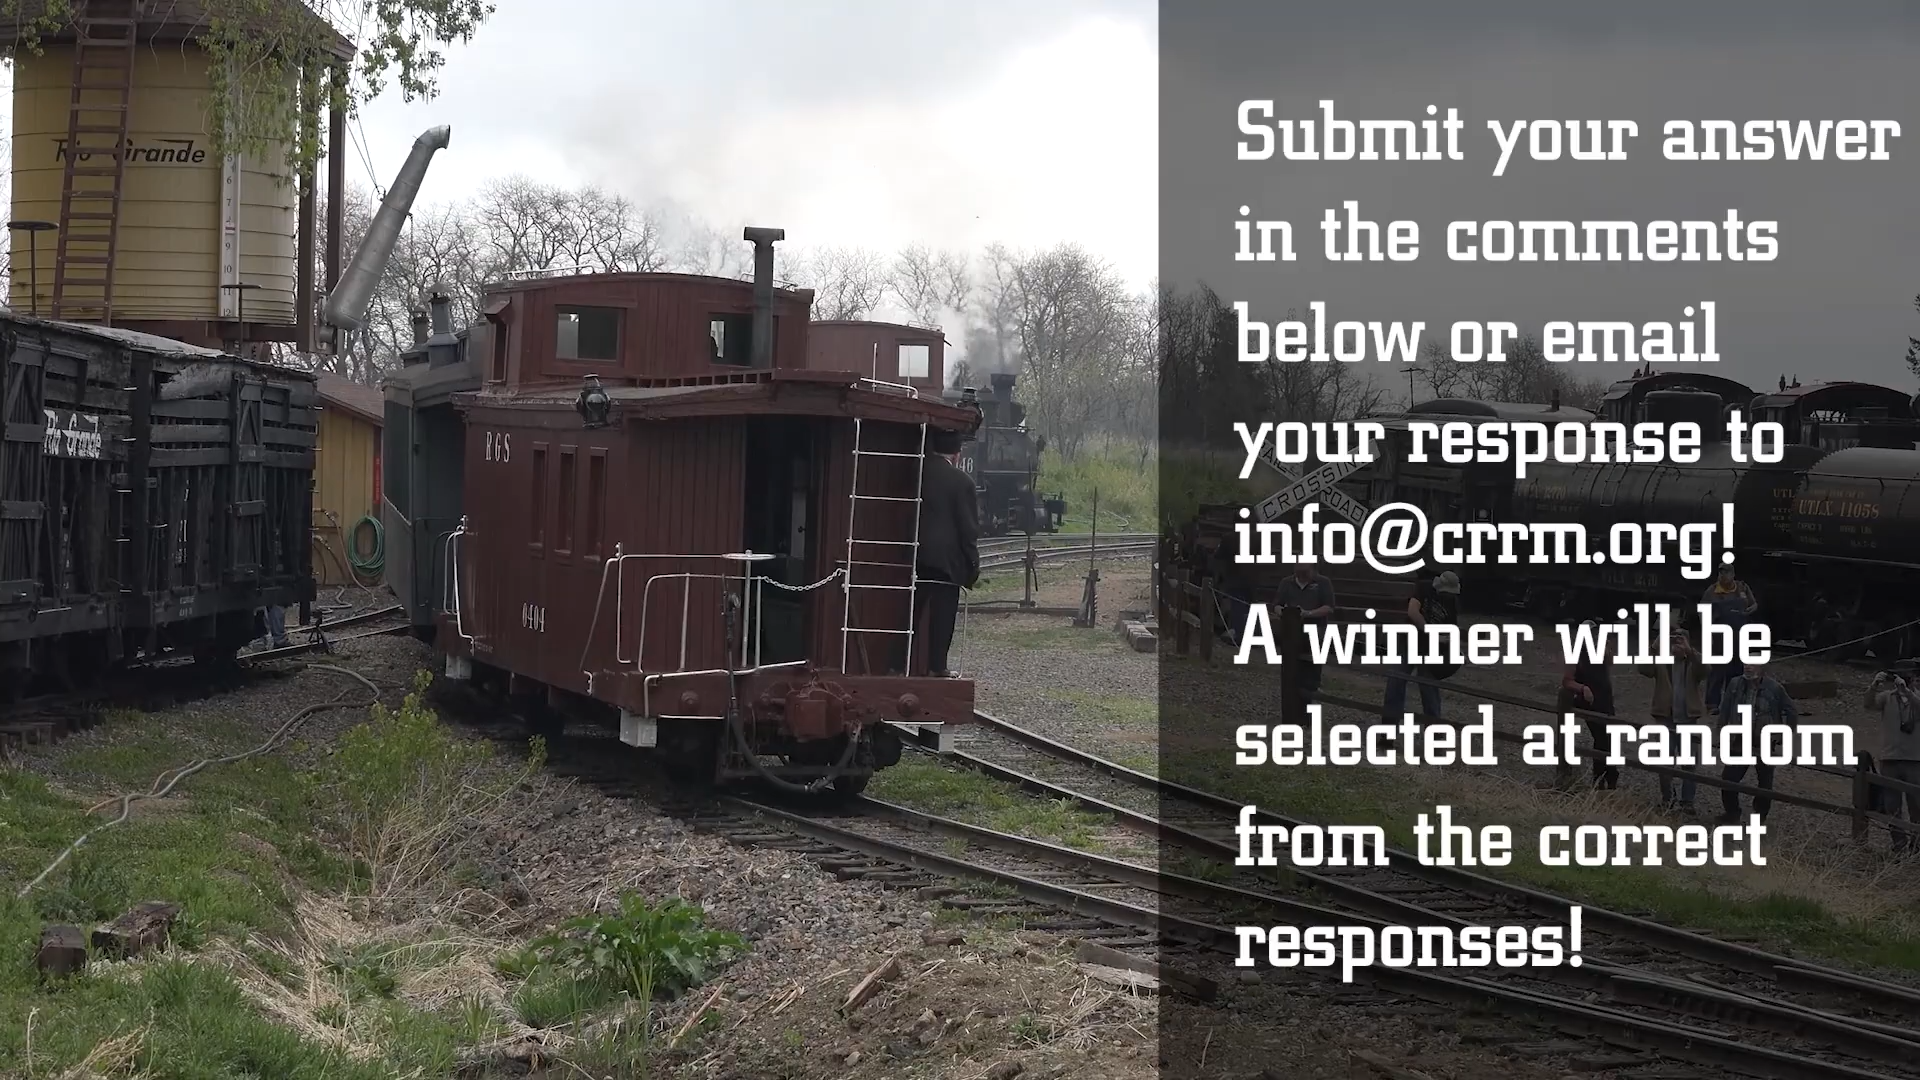 Rio Grande
Rio Grande
RGS
0404
46
Submit your answer
in the comments
below or email
your response to
info@crrm.org!
A winner will be
selected at random
from the correct
responses!
CROSSING
ROAD
UTLX 11058